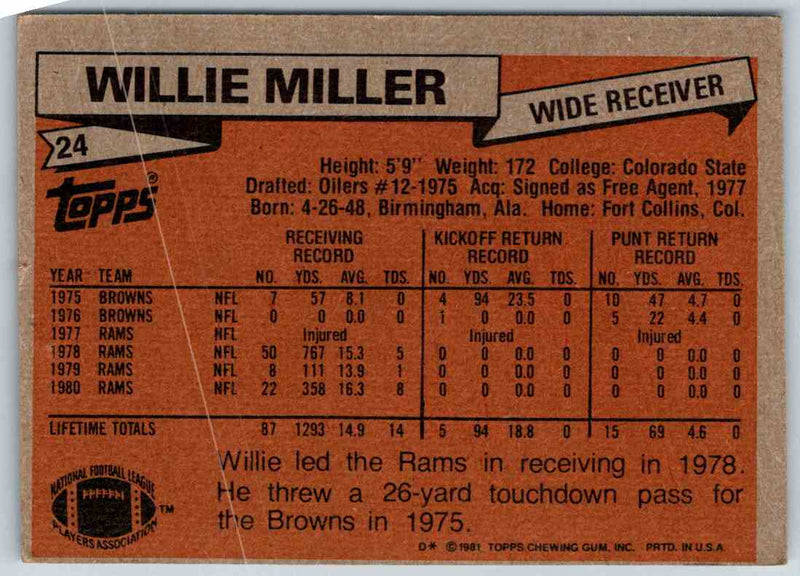 WILLIE MILLER
WIDE RECEIVER
24
Topps®
Height: 5'9" Weight: 172 College: Colorado State
Drafted: Oilers #12-1975 Acq: Signed as Free Agent, 1977
Born: 4-26-48, Birmingham, Ala. Home: Fort Collins, Col.
RECEIVING RECORD KICKOFF RETURN RECORD PUNT RETURN RECORD
YEAR TEAM NO. YDS. AVG. TDS. NO. YDS. AVG. TDS. NO. YDS. AVG. TDS.
1975 BROWNS NFL 7 57 8.1 0 4 94 23.5 0 10 47 4.7 0
1976 BROWNS NFL 0 0 0.0 0 1 0 0.0 0 5 22 4.4 0
1977 RAMS NFL Injured Injured Injured
1978 RAMS NFL 50 767 15.3 5 0 0 0.0 0 0 0 0.0 0
1979 RAMS NFL 8 111 13.9 1 0 0 0.0 0 0 0 0.0 0
1980 RAMS NFL 22 358 16.3 8 0 0 0.0 0 0 0 0.0 0
LIFETIME TOTALS 87 1293 14.9 14 5 94 18.8 0 15 69 4.6 0
Willie led the Rams in receiving in 1978.
He threw a 26-yard touchdown pass for
the Browns in 1975.
NATIONAL FOOTBALL LEAGUE
PLAYERS ASSOCIATION
™
D* ©1981 TOPPS CHEWING GUM, INC. PRTD. IN U.S.A.